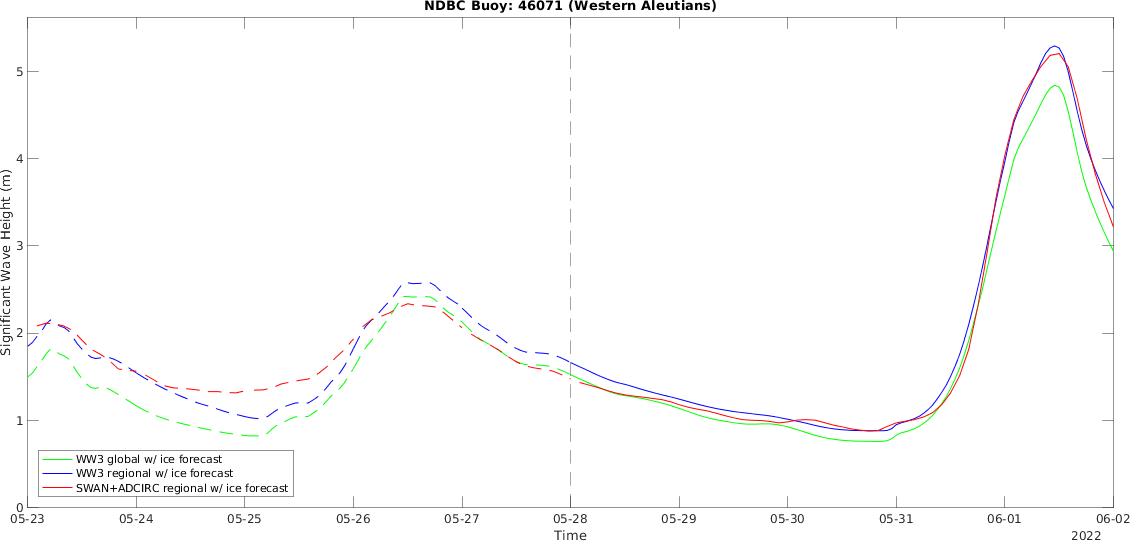 NDBC Buoy: 46071 (Western Aleutians)
Significant Wave Height (m)
5
4
3
2
1
0
WW3 global w/ ice forecast
WW3 regional w/ ice forecast
SWAN+ADCIRC regional w/ ice forecast
05-23 05-24 05-25 05-26 05-27 05-28 05-29 05-30 05-31 06-01 06-02
Time
2022